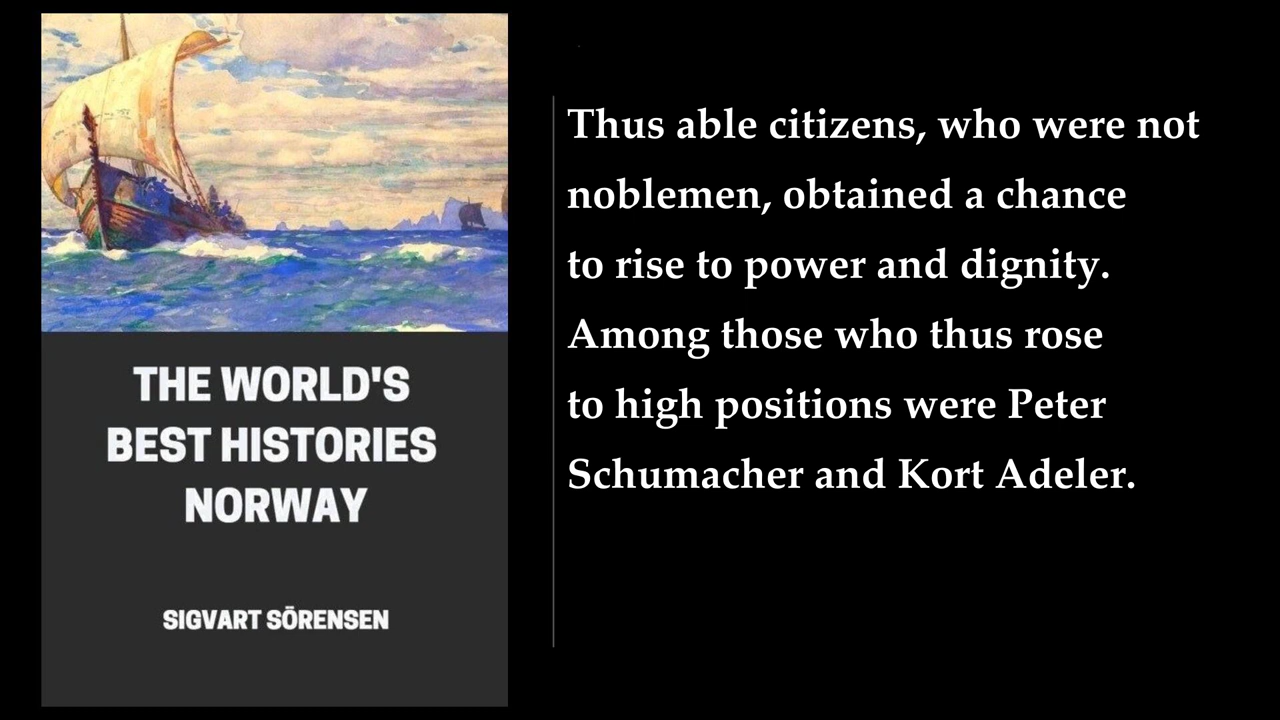 THE WORLD'S
BEST HISTORIES
NORWAY
SIGVART SÖRENSEN
Thus able citizens, who were not
noblemen, obtained a chance
to rise to power and dignity.
Among those who thus rose
to high positions were Peter
Schumacher and Kort Adeler.